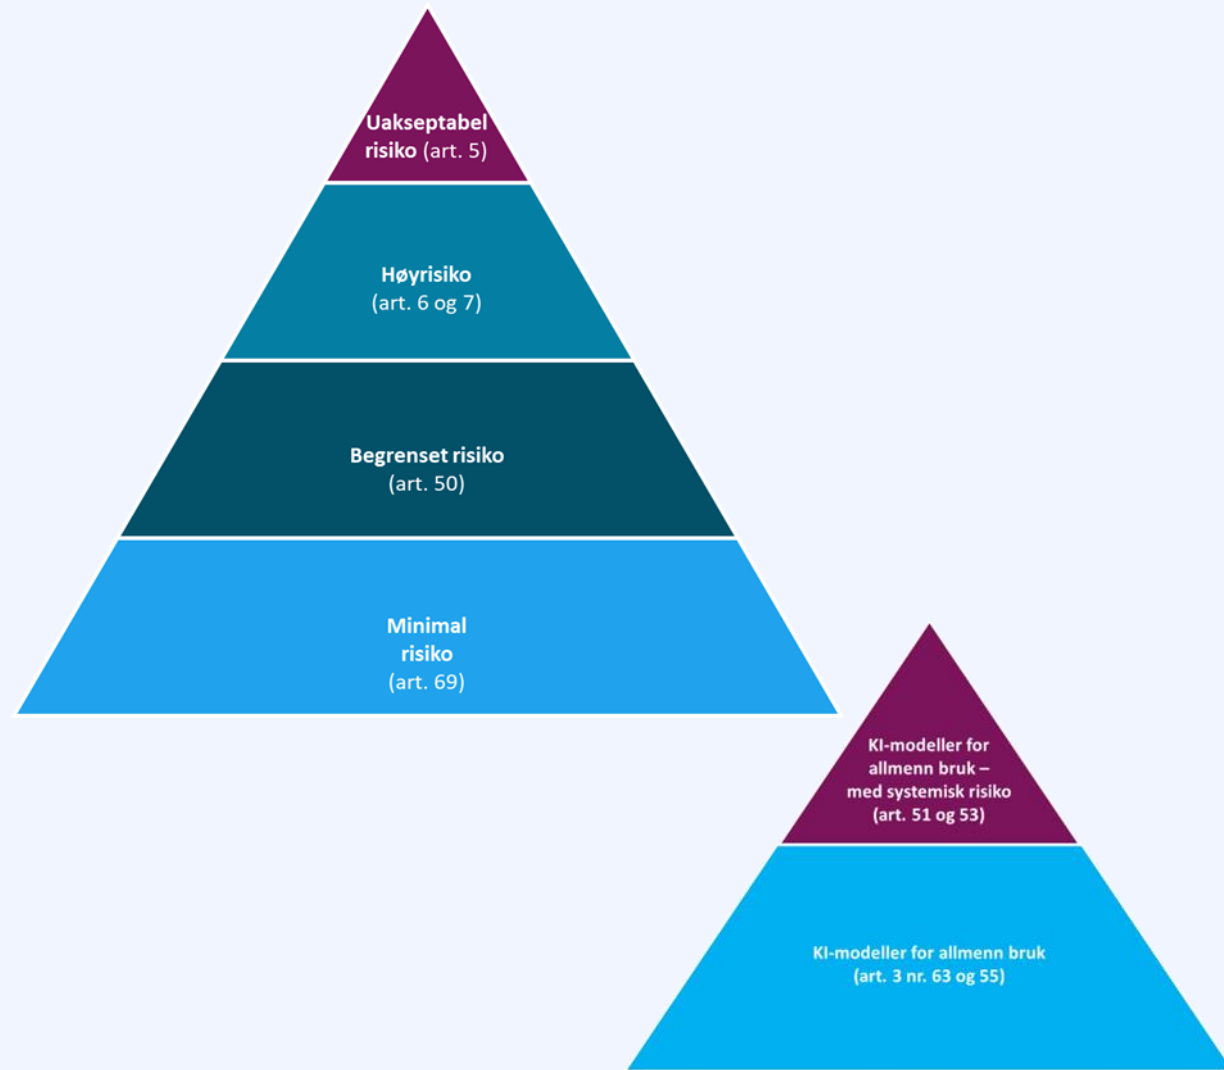 Uakseptabel
risiko (art. 5)
Høyrisiko
(art. 6 og 7)
Begrenset risiko
(art. 50)
Minimal
risiko
(art. 69)
KI-modeller for
allmenn bruk –
med systemisk risiko
(art. 51 og 53)
KI-modeller for allmenn bruk
(art. 3 nr. 63 og 55)